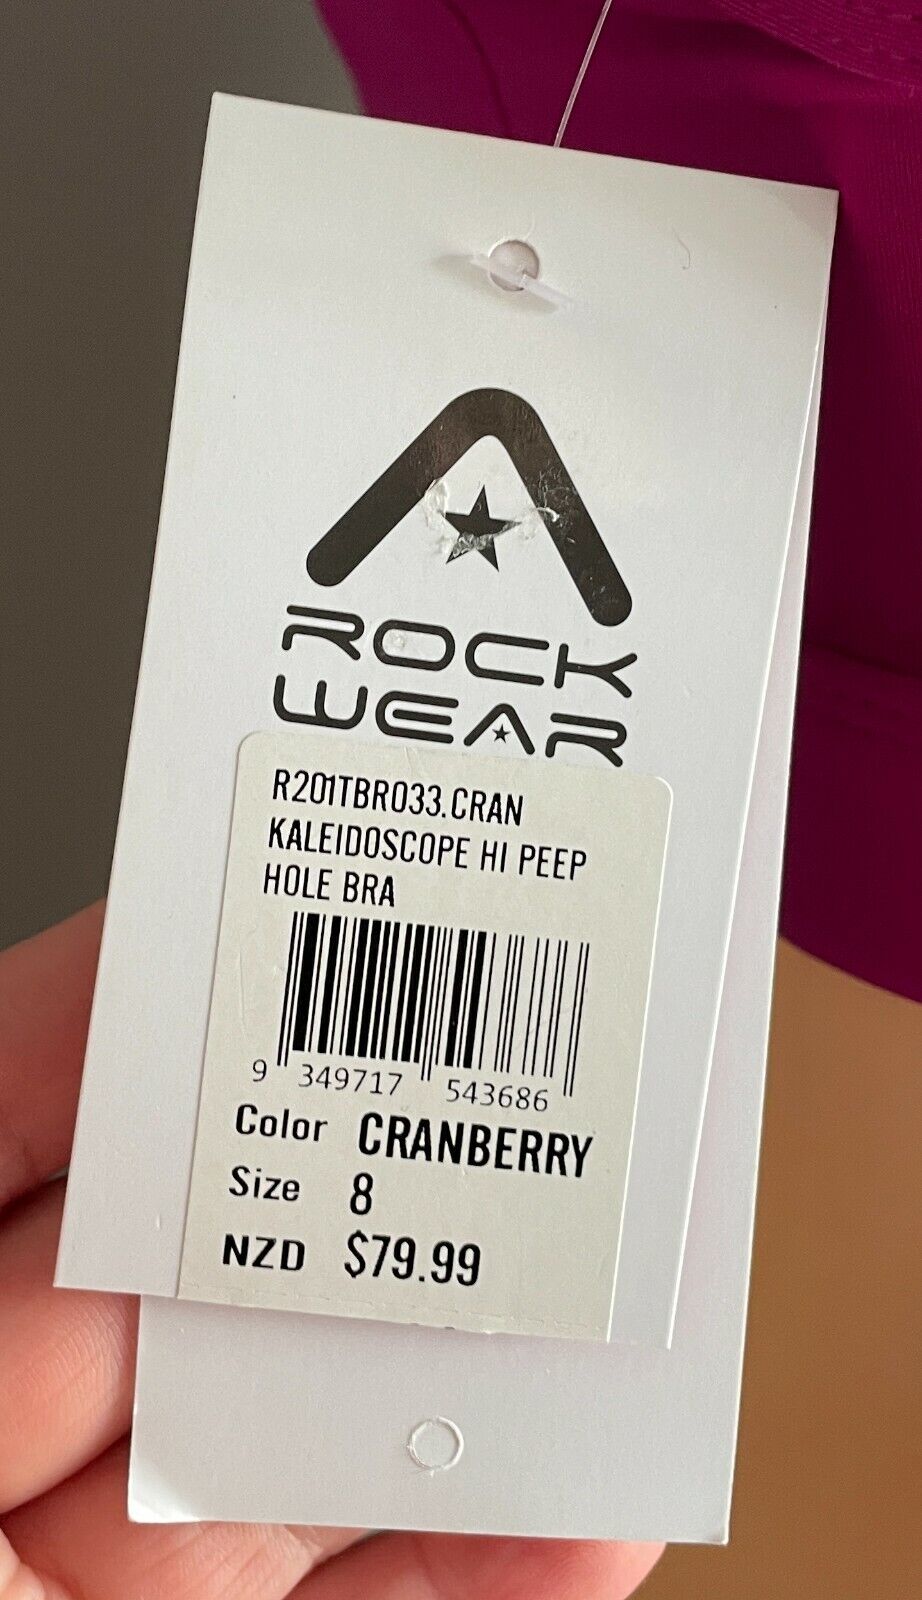 ROCK
WEAR
R201TBR033.CRAN
KALEIDOSCOPE HI PEEP
HOLE BRA
9 349717 543686
Color CRANBERRY
Size 8
NZD $79.99